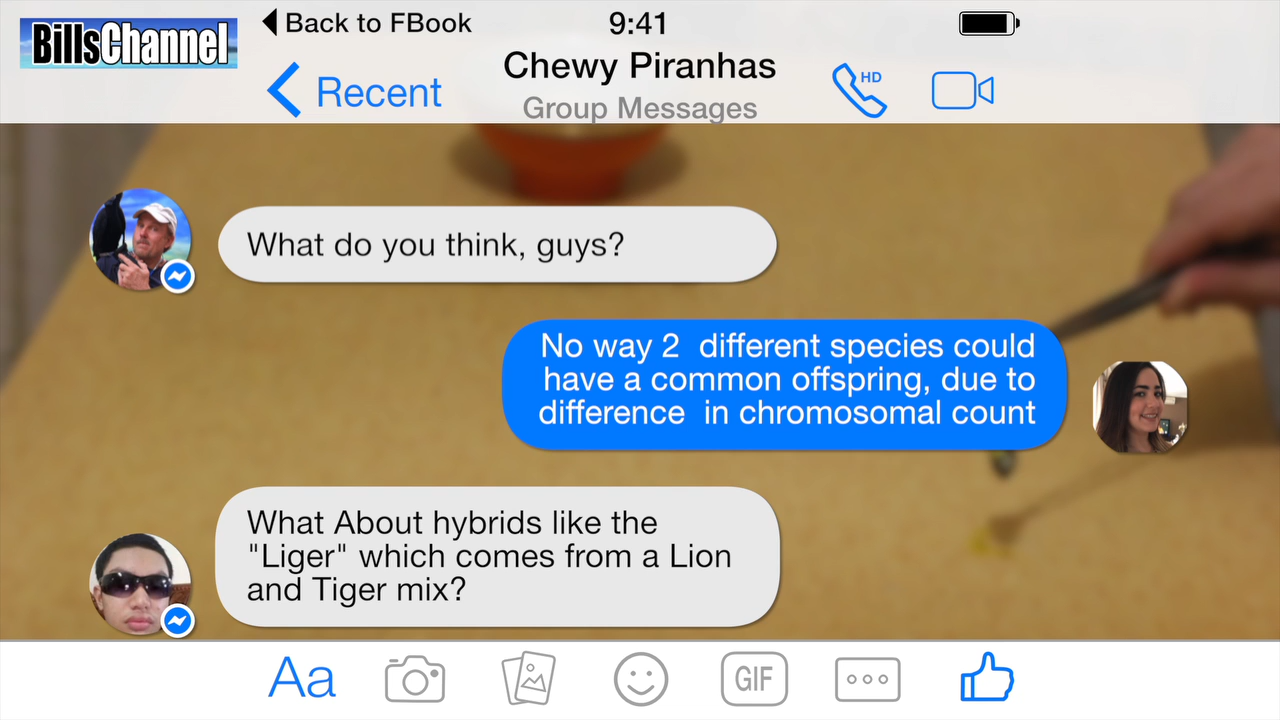 BillsChannel
Back to FBook
9:41
Recent
Chewy Piranhas
Group Messages
HD
What do you think, guys?
No way 2  different species could
have a common offspring, due to
difference  in chromosomal count
What About hybrids like the
"Liger" which comes from a Lion
and Tiger mix?
Aa
GIF